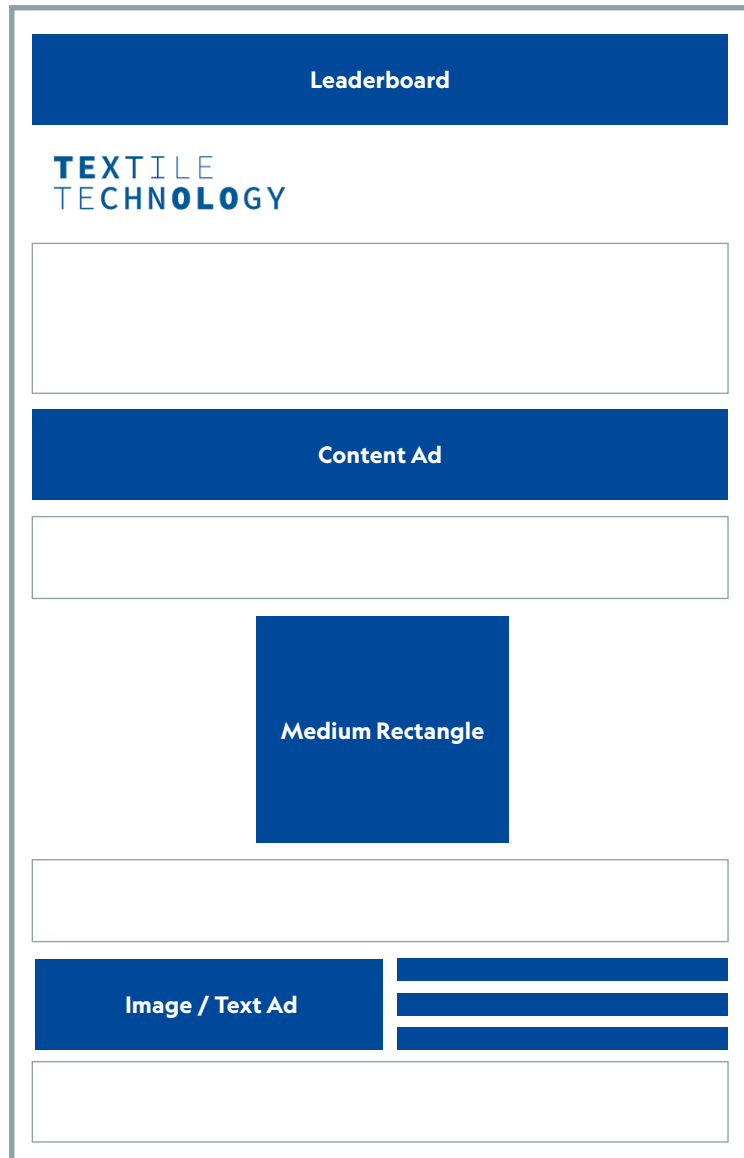 Leaderboard
TEXTILE
TECHNOLOGY
Content Ad
Medium Rectangle
Image / Text Ad